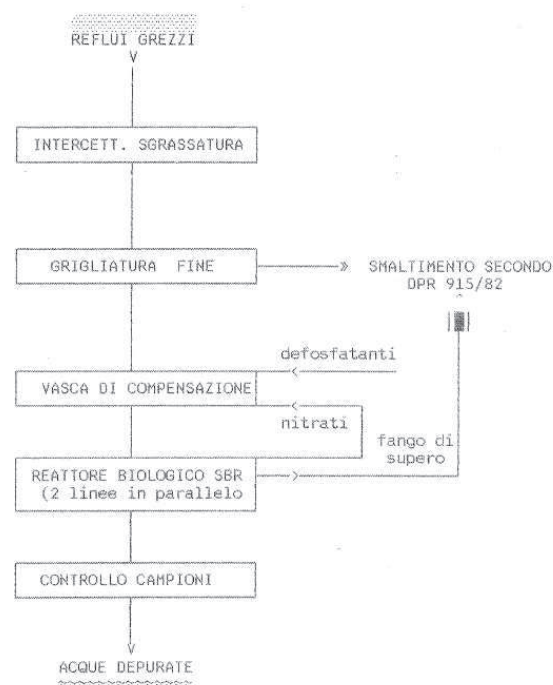 REFLUI GREZZI
INTERCETT. SGRASSATURA
GRIGLIATURA FINE
SMALTIMENTO SECONDO
DPR 915/82
defosfatanti
VASCA DI COMPENSAZIONE
nitrati
fango di
supero
REATTORE BIOLOGICO SBR
(2 linee in parallelo
CONTROLLO CAMPIONI
ACQUE DEPURATE